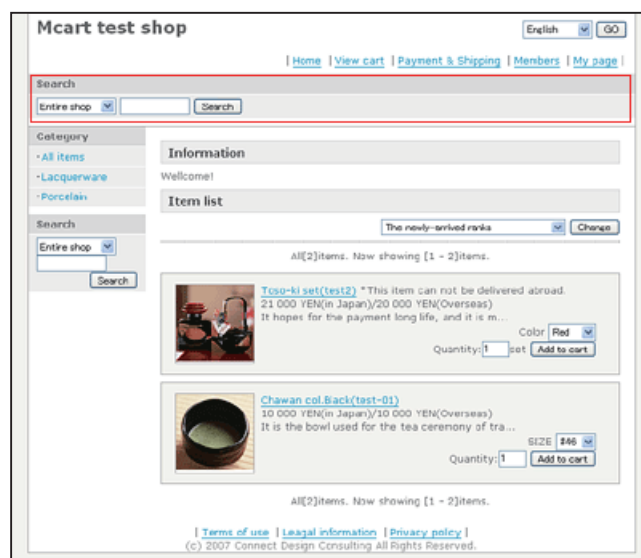 Mcart test shop
English GO
| Home | View cart | Payment & Shipping | Members | My page |
Search
Entire shop Search
Category
・All items
・Lacquerware
・Porcelain
Search
Entire shop
Search
Information
Wellcome!
Item list
The newly-arrived ranks Change
All[2]items. Now showing [1 - 2]items.
Toso-ki set(test2) *This item can not be delivered abroad.
21 000 YEN(in Japan)/20 000 YEN(Overseas)
It hopes for the payment long life, and it is m...
Color Red
Quantity: 1 set Add to cart
Chawan col.Black(test-01)
10 000 YEN(in Japan)/10 000 YEN(Overseas)
It is the bowl used for the tea ceremony of tra...
SIZE #46
Quantity: 1 Add to cart
All[2]items. Now showing [1 - 2]items.
| Terms of use | Leagal information | Privacy policy |
(c) 2007 Connect Design Consulting All Rights Reserved.